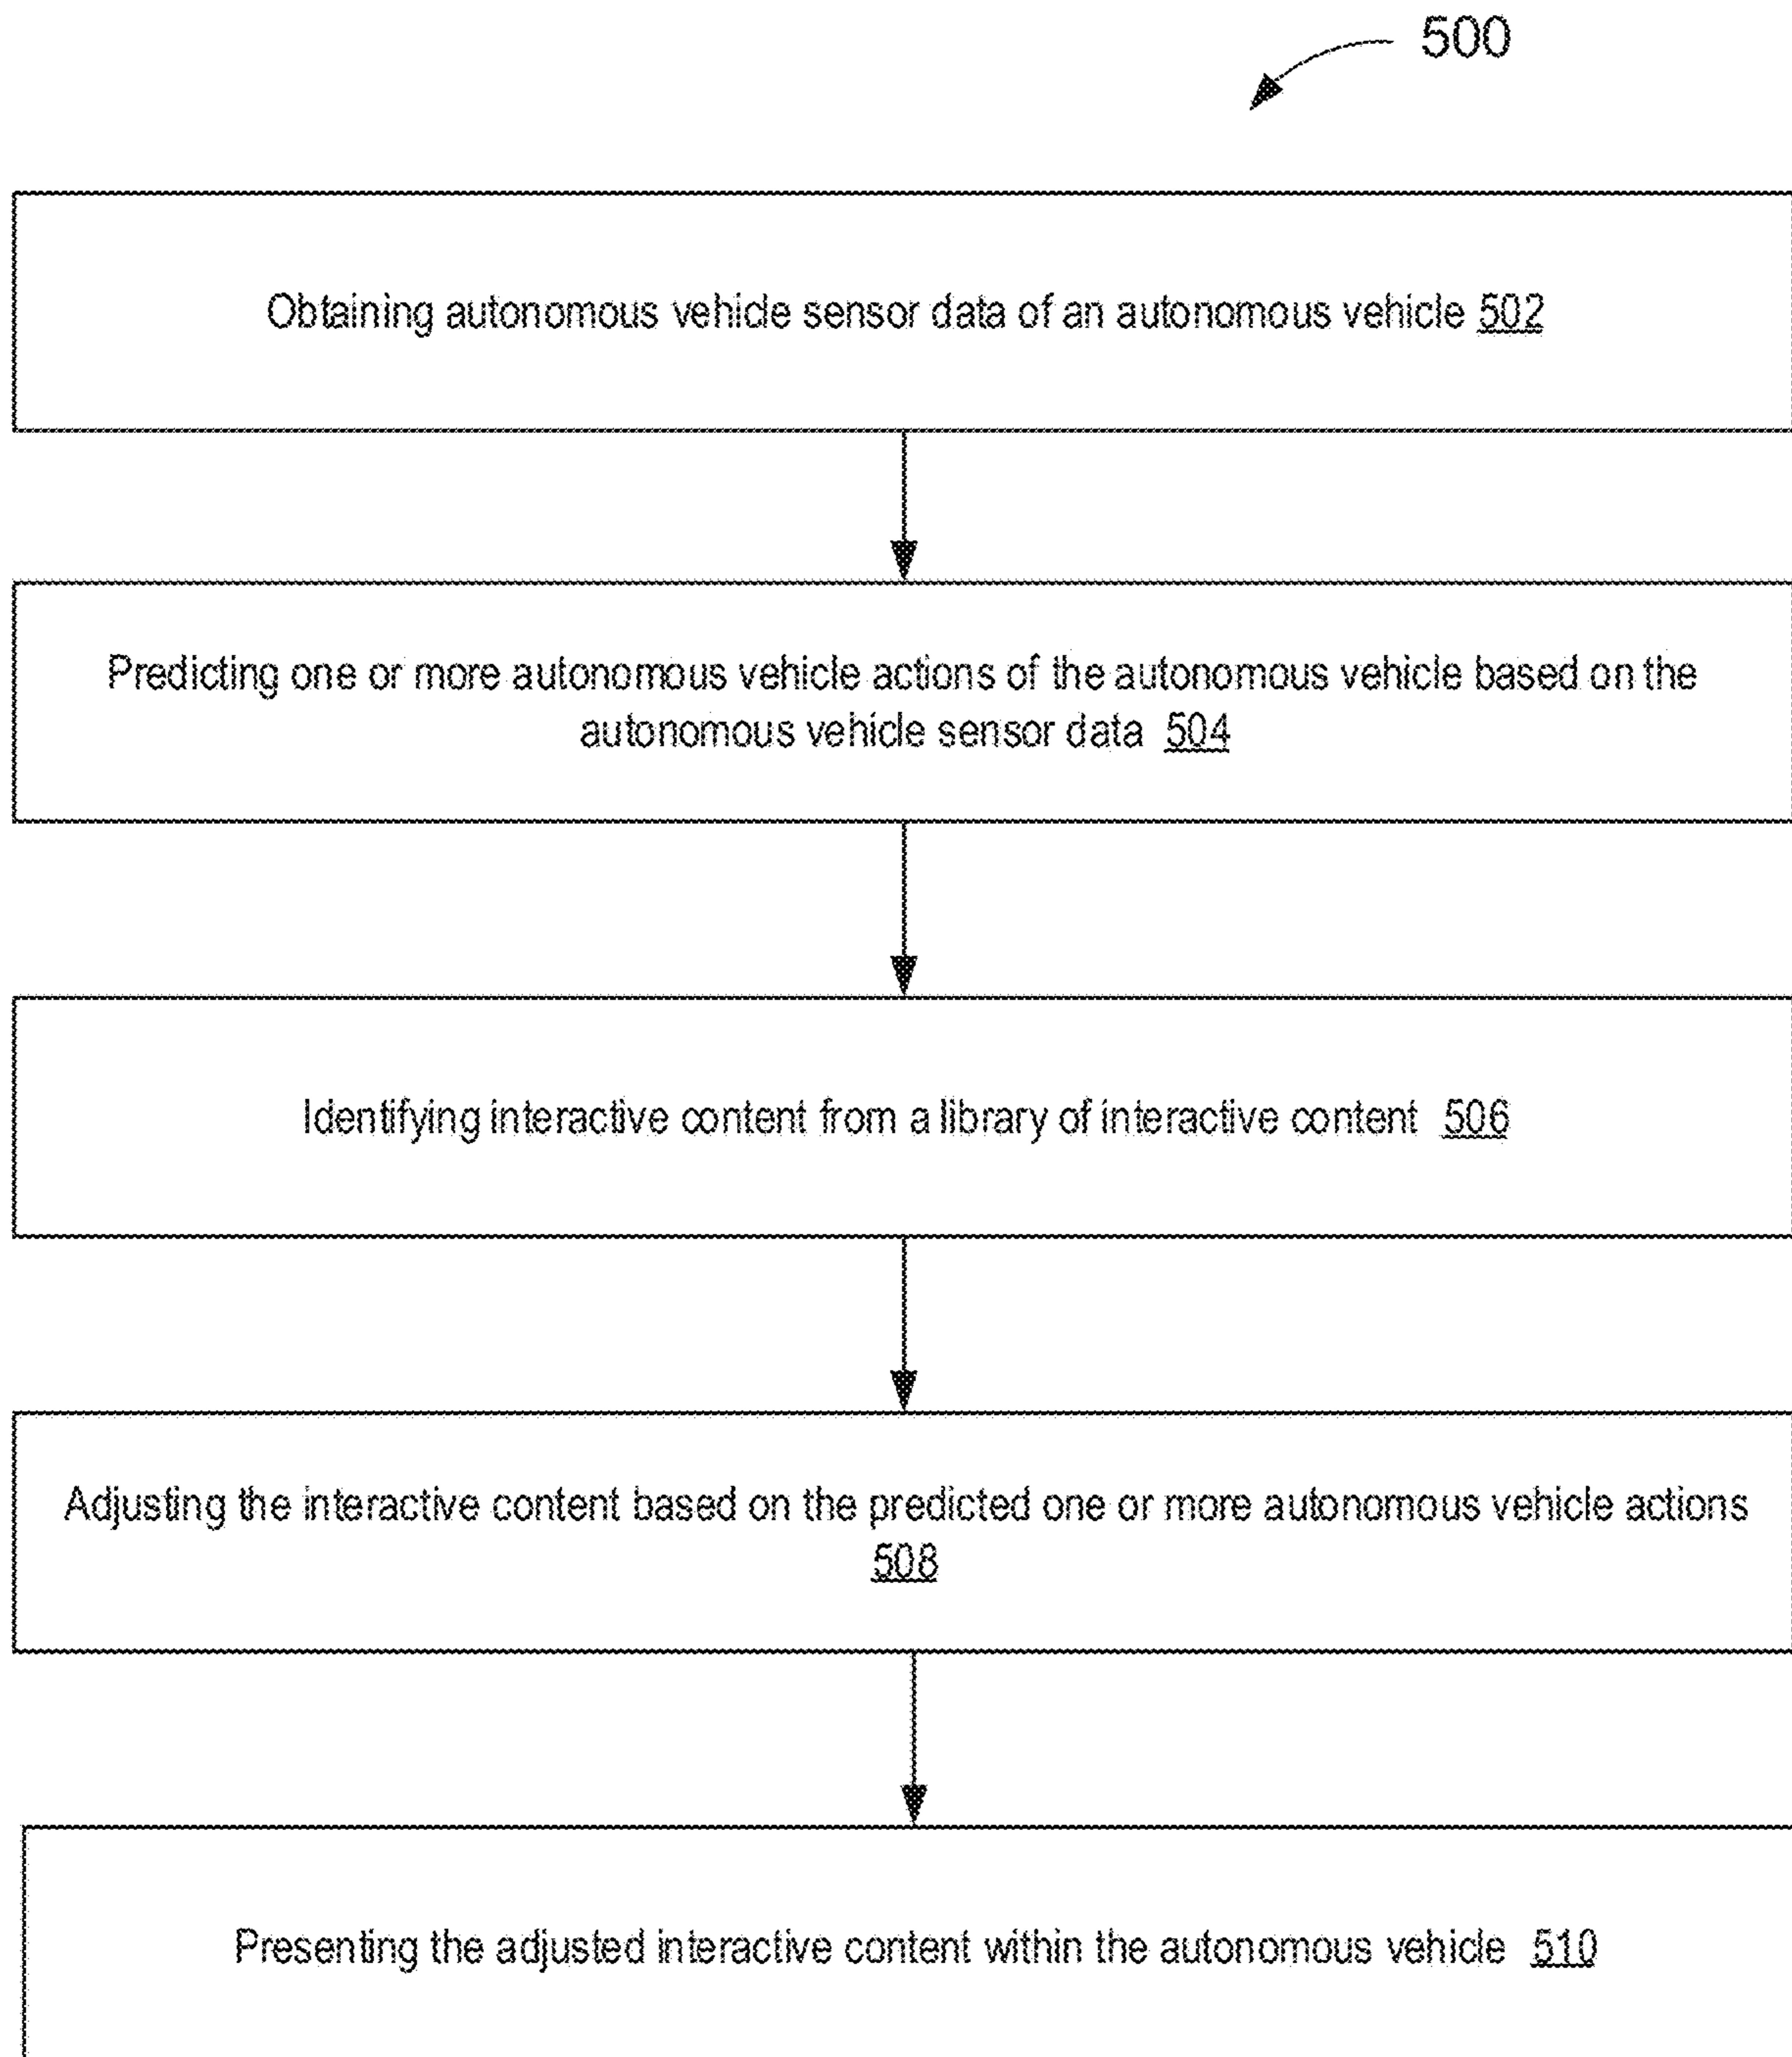 500
Obtaining autonomous vehicle sensor data of an autonomous vehicle 502
Predicting one or more autonomous vehicle actions of the autonomous vehicle based on the
autonomous vehicle sensor data 504
Identifying interactive content from a library of interactive content 506
Adjusting the interactive content based on the predicted one or more autonomous vehicle actions
508
Presenting the adjusted interactive content within the autonomous vehicle 510